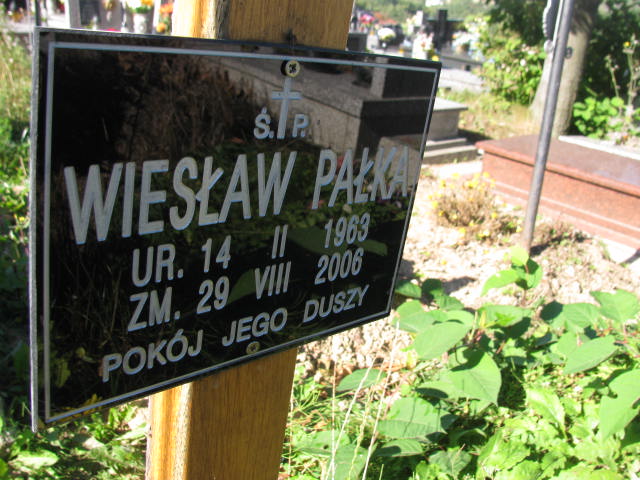 Ś. P.
WIESŁAW PAŁKA
UR. 14 II 1963
ZM. 29 VIII 2006
POKÓJ JEGO DUSZY